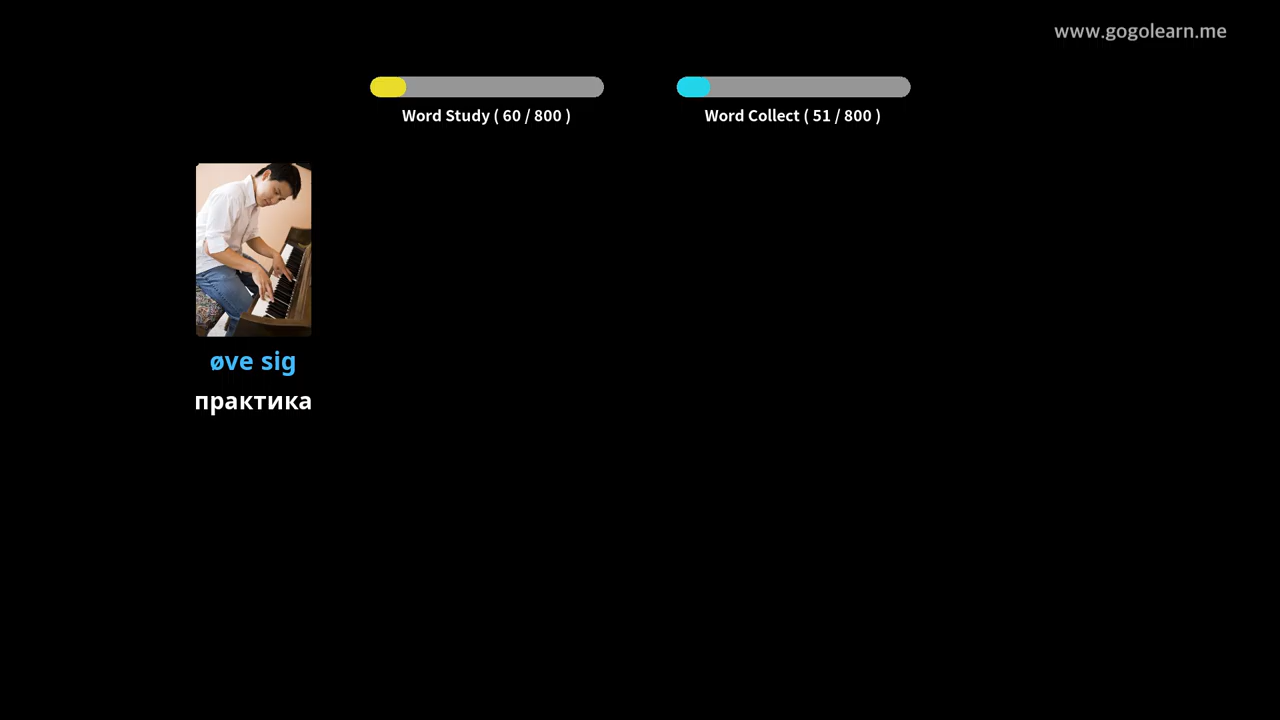 www.gogolearn.me
Word Study ( 60 / 800 )
Word Collect ( 51 / 800 )
øve sig
практика